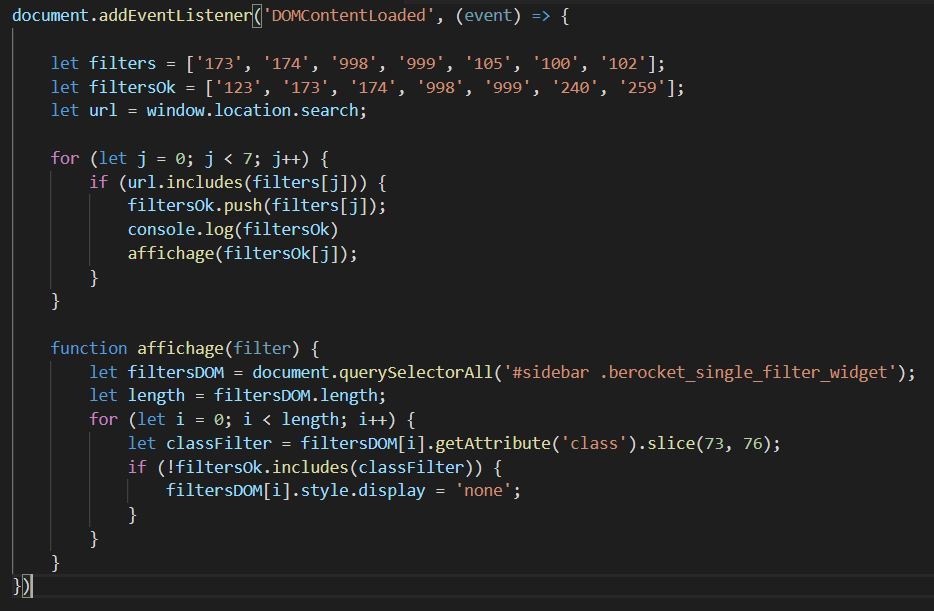 document.addEventListener('DOMContentLoaded', (event) => {
let filters = ['173', '174', '998', '999', '105', '100', '102'];
let filtersOk = ['123', '173', '174', '998', '999', '240', '259'];
let url = window.location.search;
for (let j = 0; j < 7; j++) {
if (url.includes(filters[j])) {
filtersOk.push(filters[j]);
console.log(filtersOk)
affichage(filtersOk[j]);
}
}
function affichage(filter) {
let filtersDOM = document.querySelectorAll('#sidebar .berocket_single_filter_widget');
let length = filtersDOM.length;
for (let i = 0; i < length; i++) {
let classFilter = filtersDOM[i].getAttribute('class').slice(73, 76);
if (!filtersOk.includes(classFilter)) {
filtersDOM[i].style.display = 'none';
}
}
}
})